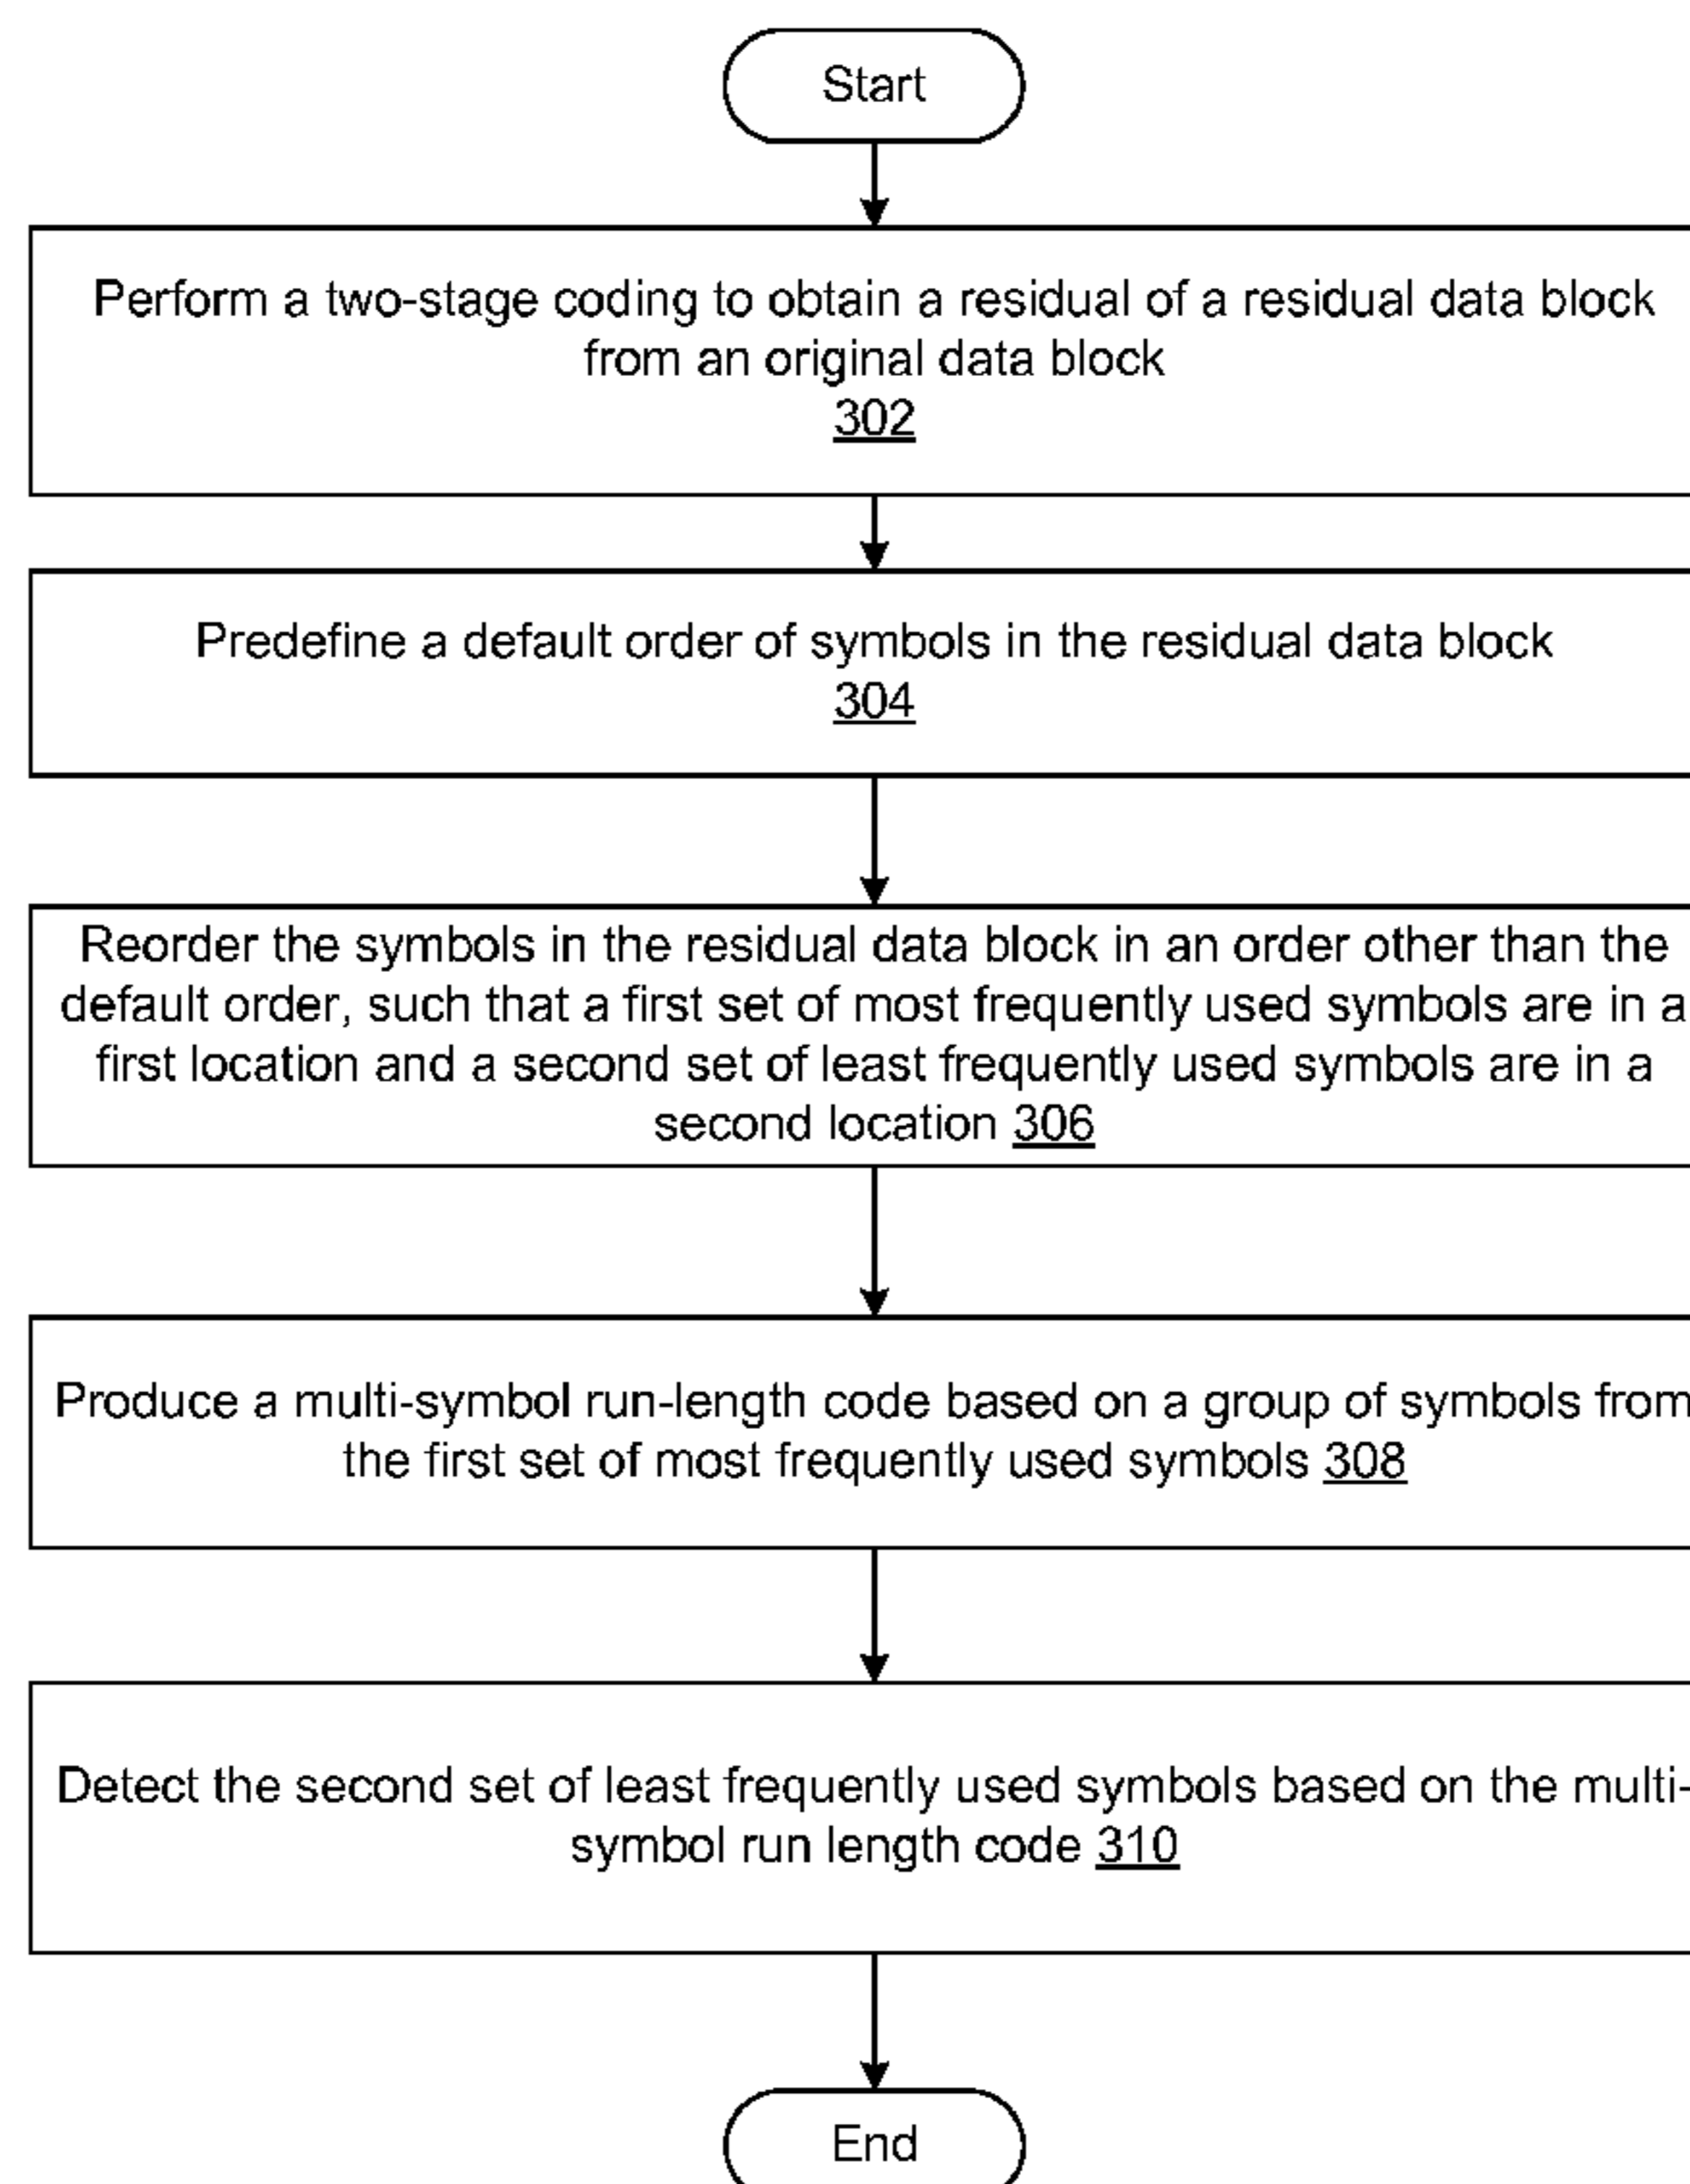 Start
Perform a two-stage coding to obtain a residual of a residual data block
from an original data block
302
Predefine a default order of symbols in the residual data block
304
Reorder the symbols in the residual data block in an order other than the
default order, such that a first set of most frequently used symbols are in a
first location and a second set of least frequently used symbols are in a
second location 306
Produce a multi-symbol run-length code based on a group of symbols from
the first set of most frequently used symbols 308
Detect the second set of least frequently used symbols based on the multi-
symbol run length code 310
End